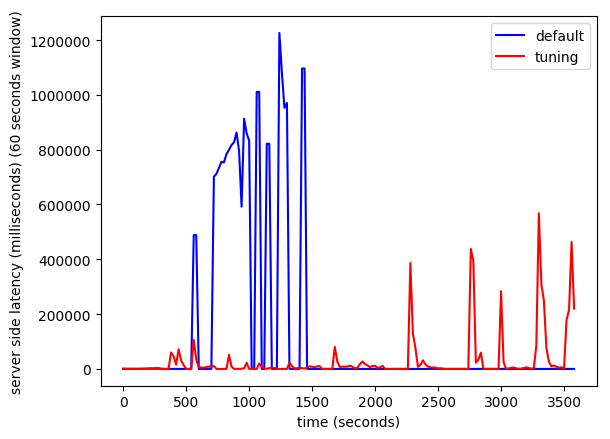 server side latency (milliseconds) (60 seconds window)
1200000
1000000
800000
600000
400000
200000
0
default
tuning
0 500 1000 1500 2000 2500 3000 3500
time (seconds)